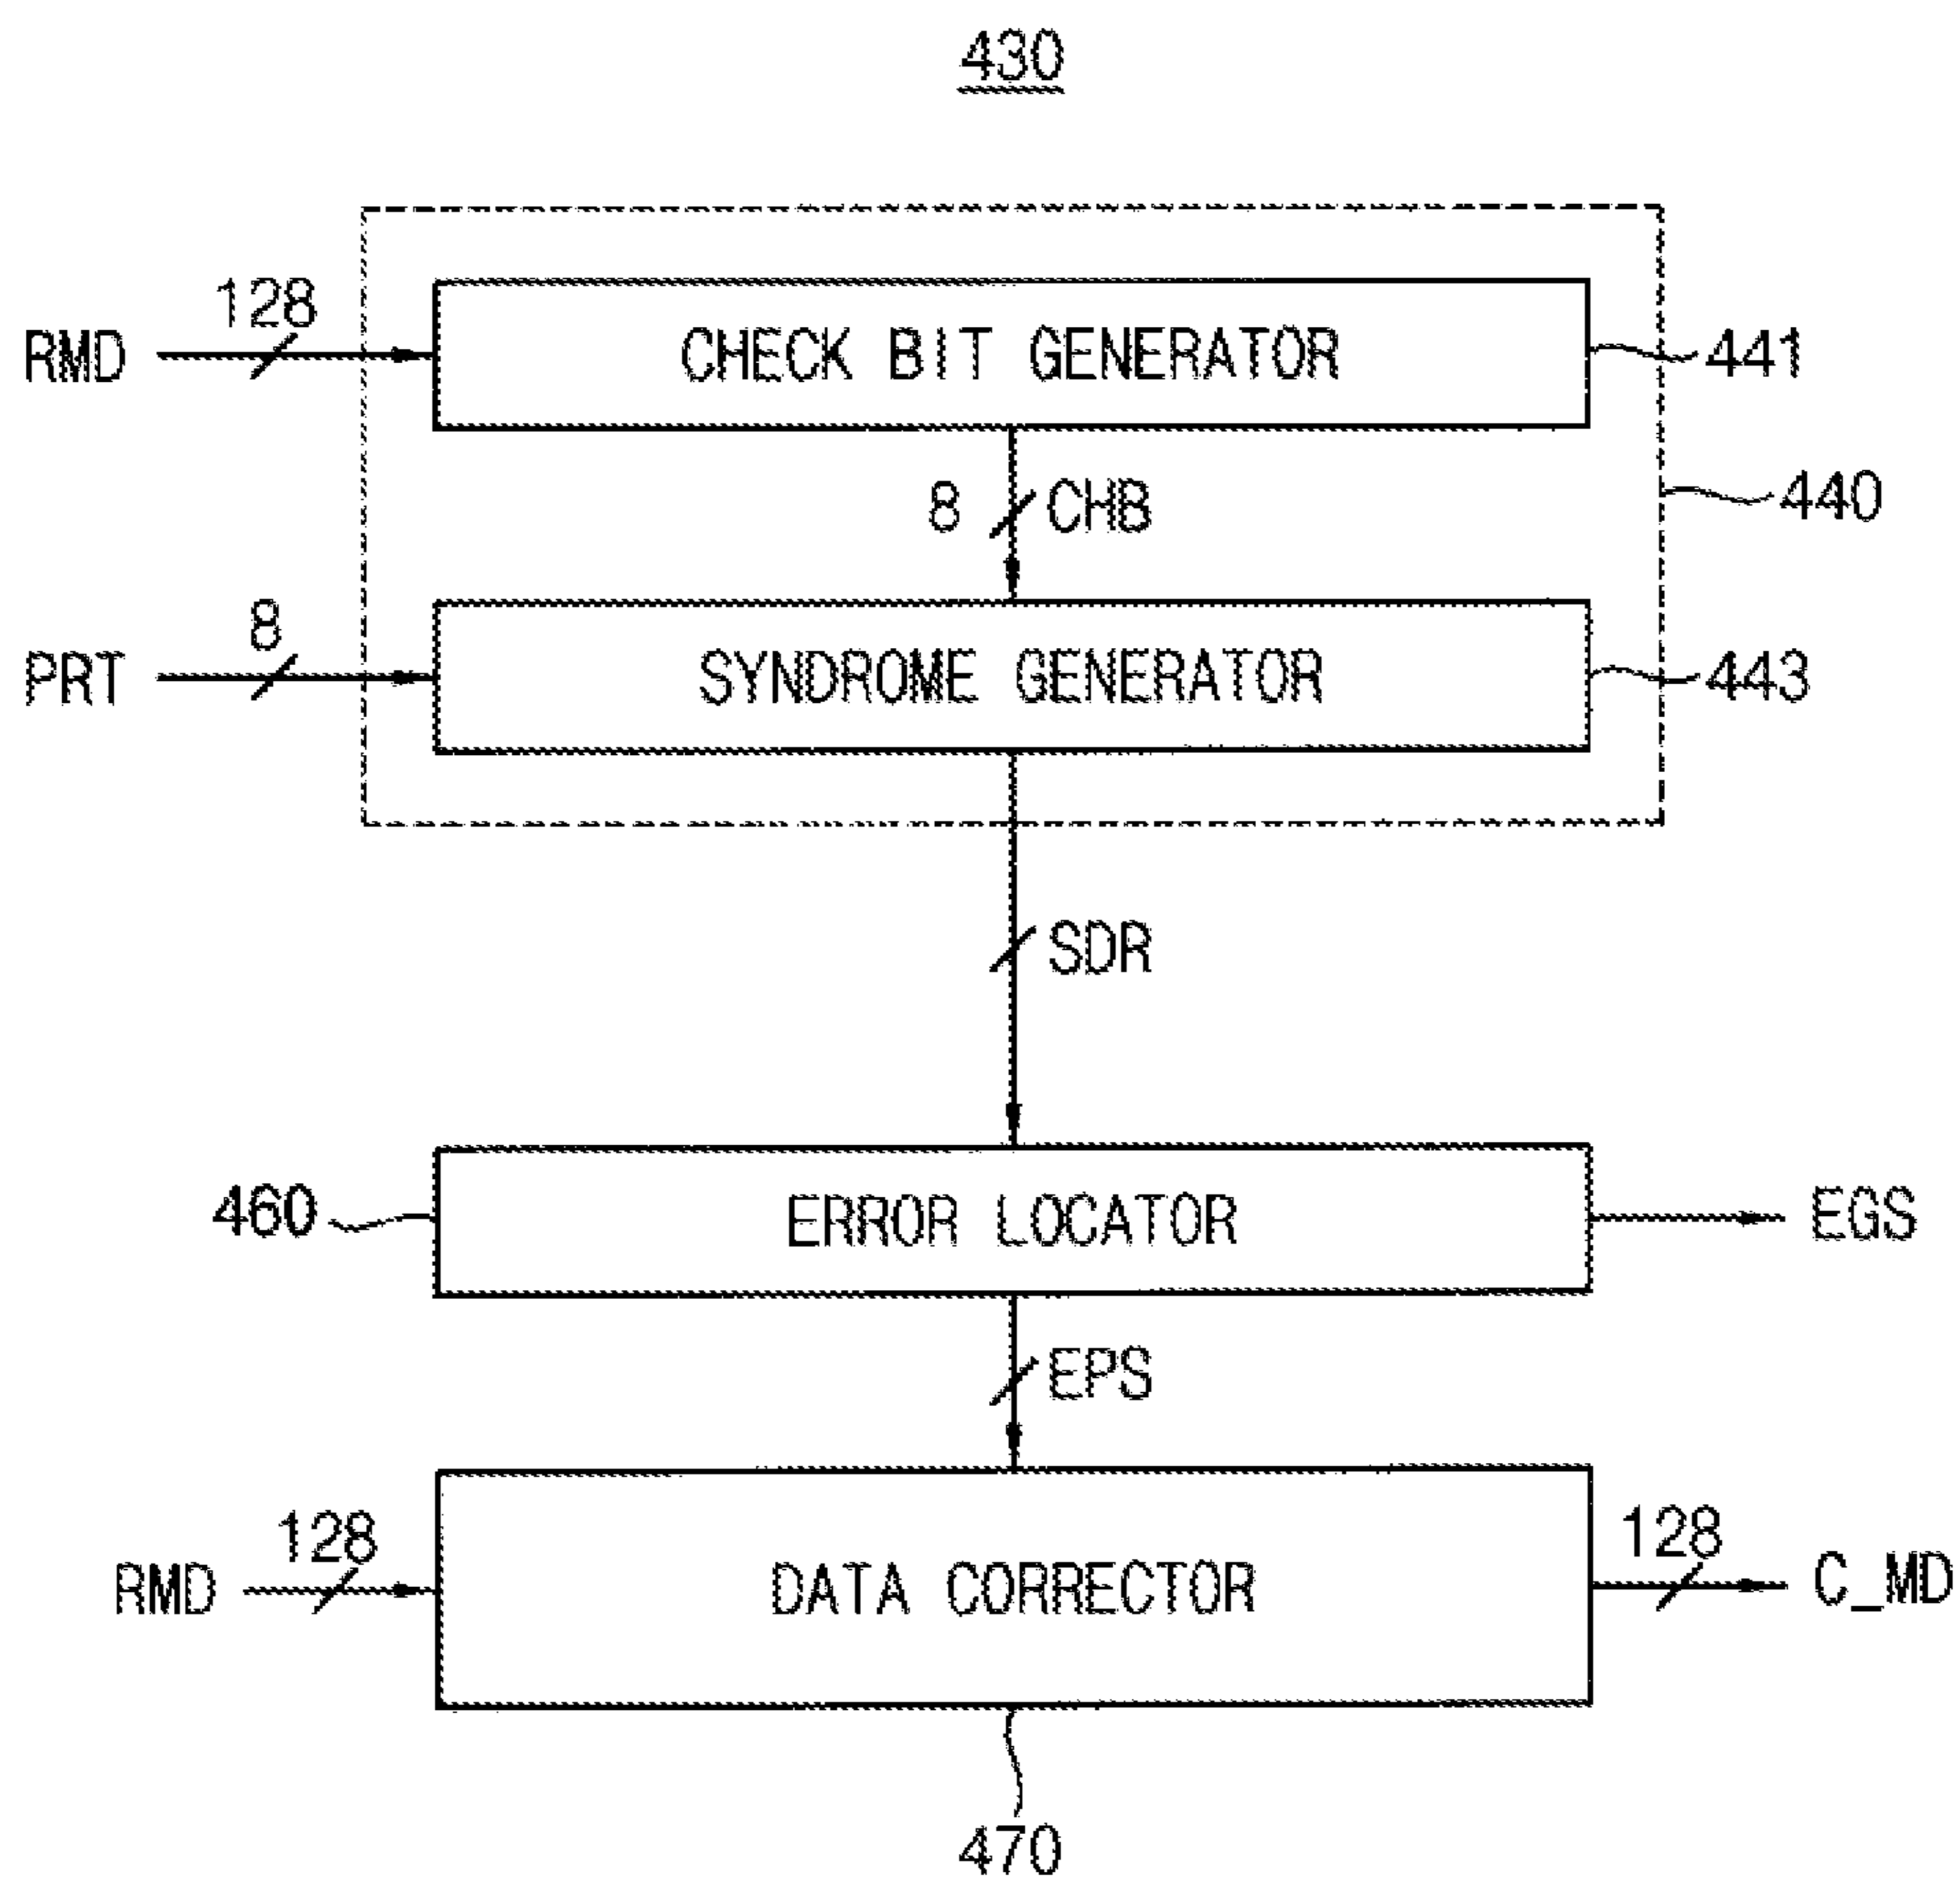 430
128
RMD
CHECK BIT GENERATOR
441
8
CHB
440
8
PRT
SYNDROME GENERATOR
443
SDR
460
ERROR LOCATOR
EGS
EPS
128
RMD
DATA CORRECTOR
128
C_MD
470